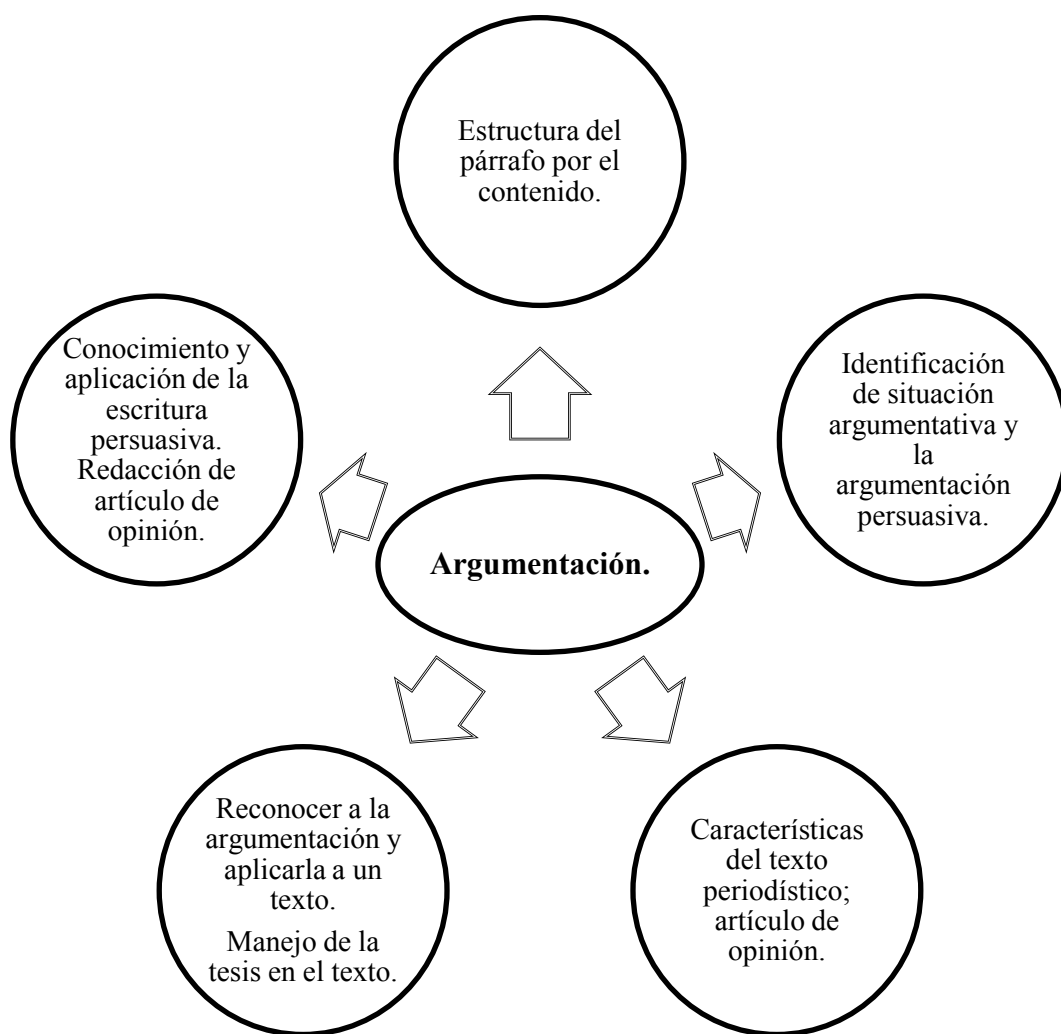 Estructura del
párrafo por el
contenido.
Conocimiento y
aplicación de la
escritura
persuasiva.
Redacción de
artículo de
opinión.
Identificación
de situación
argumentativa y
la
argumentación
persuasiva.
Argumentación.
Reconocer a la
argumentación y
aplicarla a un
texto.
Manejo de la
tesis en el texto.
Características
del texto
periodístico;
artículo de
opinión.